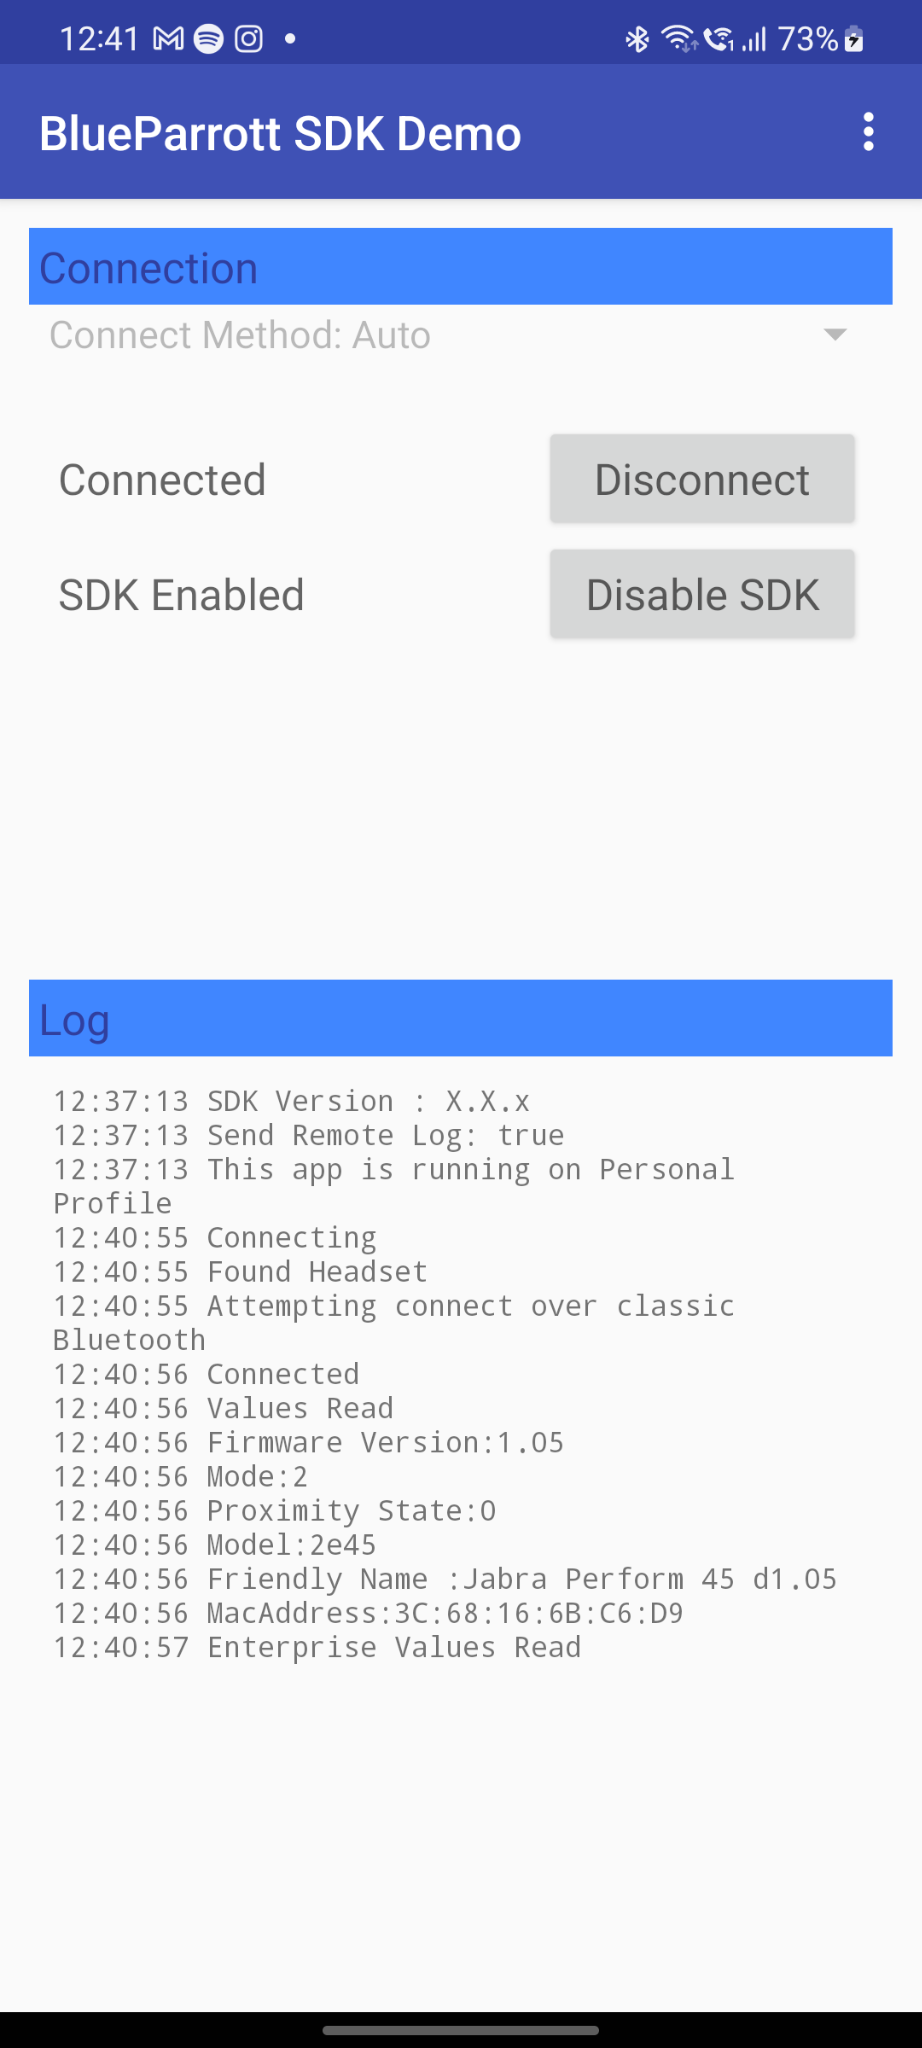 12:41 73%
BlueParrott SDK Demo
Connection
Connect Method: Auto
Connected Disconnect
SDK Enabled Disable SDK
Log
12:37:13 SDK Version : X.X.x
12:37:13 Send Remote Log: true
12:37:13 This app is running on Personal
Profile
12:40:55 Connecting
12:40:55 Found Headset
12:40:55 Attempting connect over classic
Bluetooth
12:40:56 Connected
12:40:56 Values Read
12:40:56 Firmware Version:1.05
12:40:56 Mode:2
12:40:56 Proximity State:0
12:40:56 Model:2e45
12:40:56 Friendly Name :Jabra Perform 45 d1.05
12:40:56 MacAddress:3C:68:16:6B:C6:D9
12:40:57 Enterprise Values Read